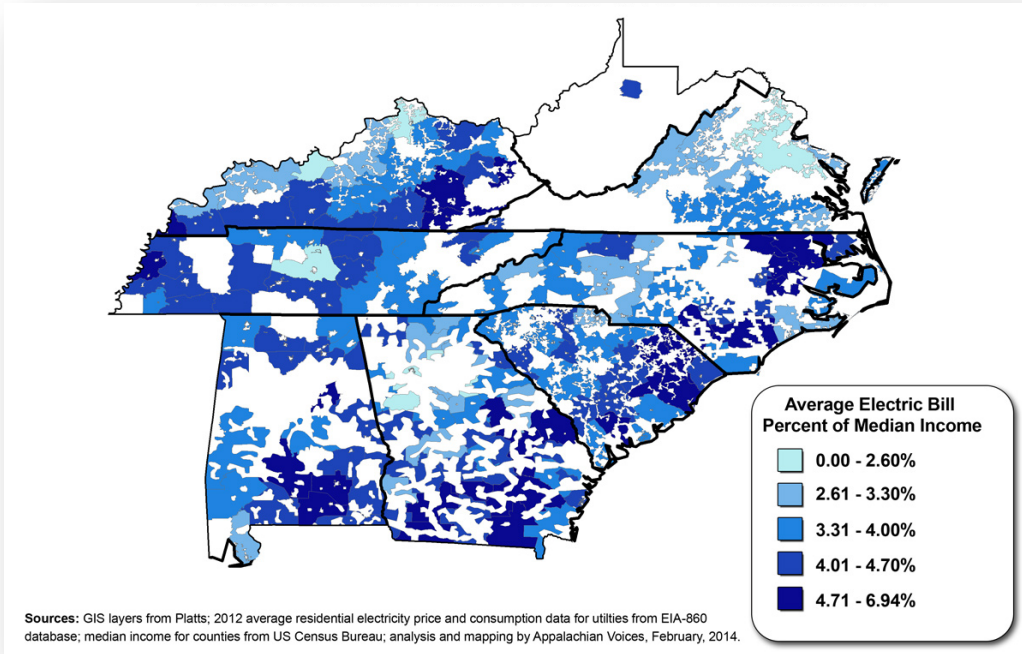 Average Electric Bill
Percent of Median Income
0.00 - 2.60%
2.61 - 3.30%
3.31 - 4.00%
4.01 - 4.70%
4.71 - 6.94%
Sources: GIS layers from Platts; 2012 average residential electricity price and consumption data for utilties from EIA-860
database; median income for counties from US Census Bureau; analysis and mapping by Appalachian Voices, February, 2014.